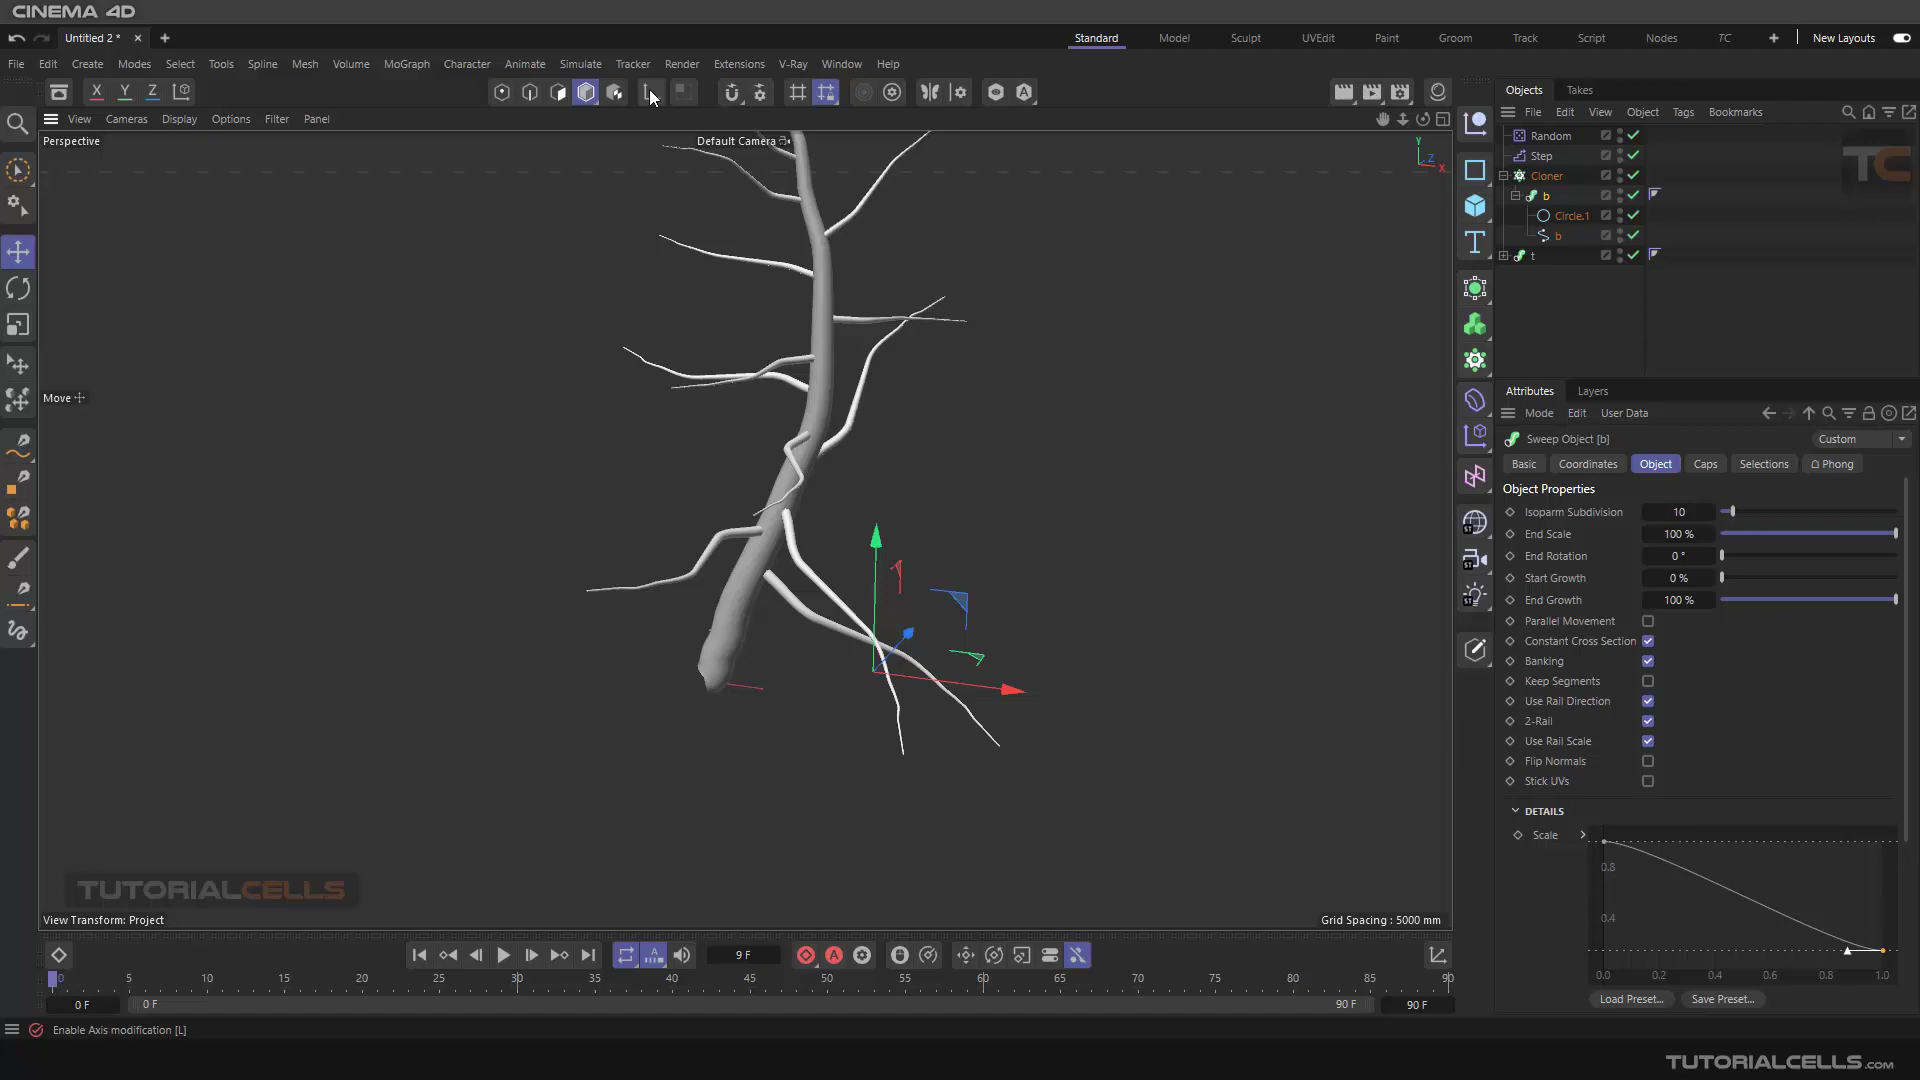 CINEMA 4D
Untitled 2 *
Standard
Model
Sculpt
UVEdit
Paint
Groom
Track
Script
Nodes
TC
New Layouts
File Edit Create Modes Select Tools Spline Mesh Volume MoGraph Character Animate Simulate Tracker Render Extensions V-Ray Window Help
X Y Z
View Cameras Display Options Filter Panel
Perspective
Default Camera
Y
Z
X
Move
TUTORIALCELLS
View Transform: Project
Grid Spacing : 5000 mm
Objects Takes
File Edit View Object Tags Bookmarks
Random
Step
Cloner
b
Circle.1
b
t
TC
ST
ST
ST
Attributes Layers
Mode Edit User Data
Sweep Object [b]
Custom
Basic Coordinates Object Caps Selections Phong
Object Properties
Isoparm Subdivision 10
End Scale 100 %
End Rotation 0 °
Start Growth 0 %
End Growth 100 %
Parallel Movement
Constant Cross Section
Banking
Keep Segments
Use Rail Direction
2-Rail
Use Rail Scale
Flip Normals
Stick UVs
DETAILS
Scale
0.8
0.4
0.0 0.2 0.4 0.6 0.8 1.0
Load Preset... Save Preset...
9 F
0 5 10 15 20 25 30 35 40 45 50 55 60 65 70 75 80 85 90
0 F
0 F
90 F
90 F
Enable Axis modification [L]
TUTORIALCELLS.com